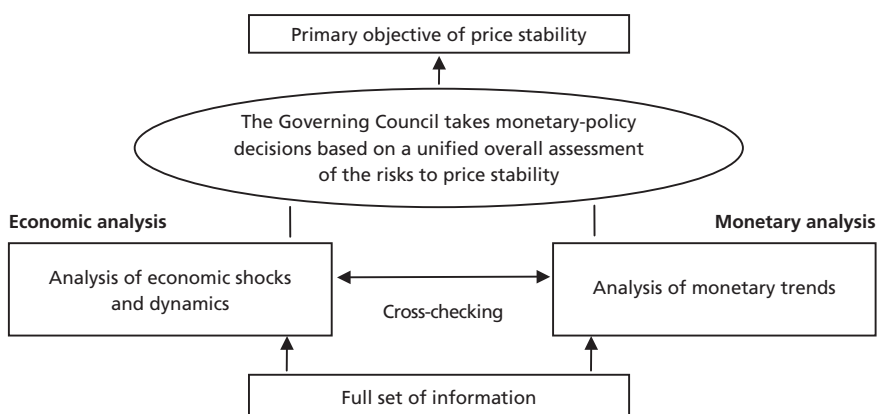 Primary objective of price stability
The Governing Council takes monetary-policy
decisions based on a unified overall assessment
of the risks to price stability
Economic analysis
Monetary analysis
Analysis of economic shocks
and dynamics
Cross-checking
Analysis of monetary trends
Full set of information